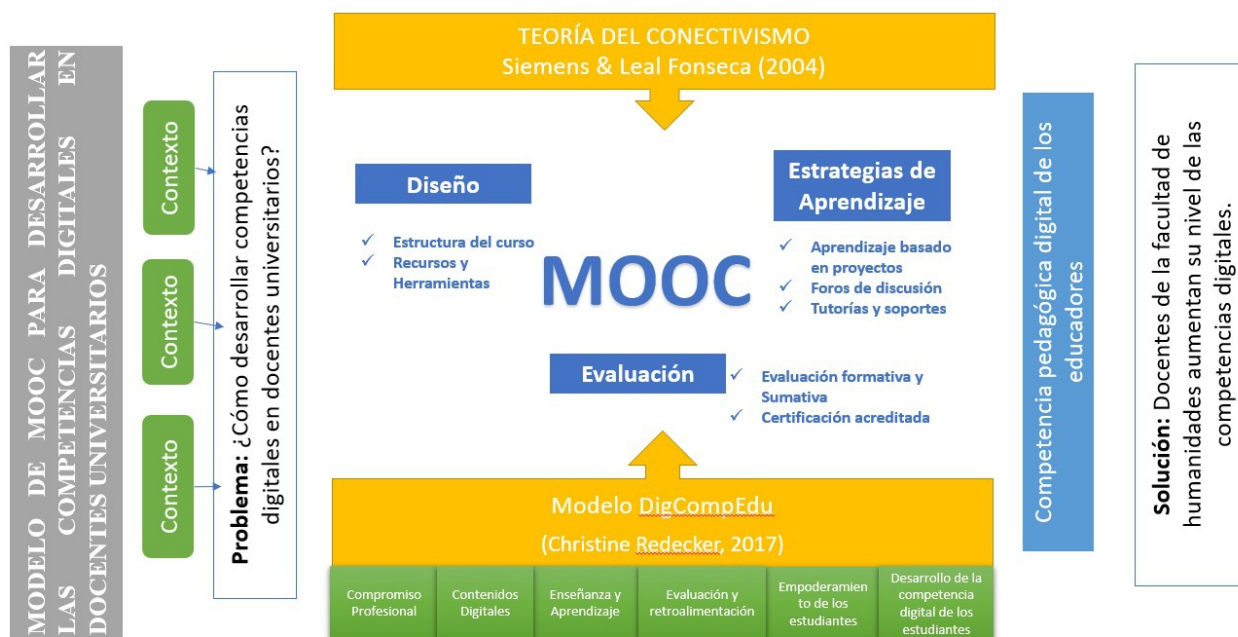 MODELO DE MOOC PARA DESARROLLAR
LAS COMPETENCIAS DIGITALES EN
DOCENTES UNIVERSITARIOS
Contexto
Contexto
Contexto
Problema: ¿Cómo desarrollar competencias
digitales en docentes universitarios?
TEORÍA DEL CONECTIVISMO
Siemens & Leal Fonseca (2004)
Diseño
✓ Estructura del curso
✓ Recursos y
Herramientas
MOOC
Estrategias de
Aprendizaje
✓ Aprendizaje basado
en proyectos
✓ Foros de discusión
✓ Tutorías y soportes
Evaluación
✓ Evaluación formativa y
Sumativa
✓ Certificación acreditada
Modelo DigCompEdu
(Christine Redecker, 2017)
Compromiso
Profesional
Contenidos
Digitales
Enseñanza y
Aprendizaje
Evaluación y
retroalimentación
Empoderamien
to de los
estudiantes
Desarrollo de la
competencia
digital de los
estudiantes
Competencia pedagógica digital de los
educadores
Solución: Docentes de la facultad de
humanidades aumentan su nivel de las
competencias digitales.